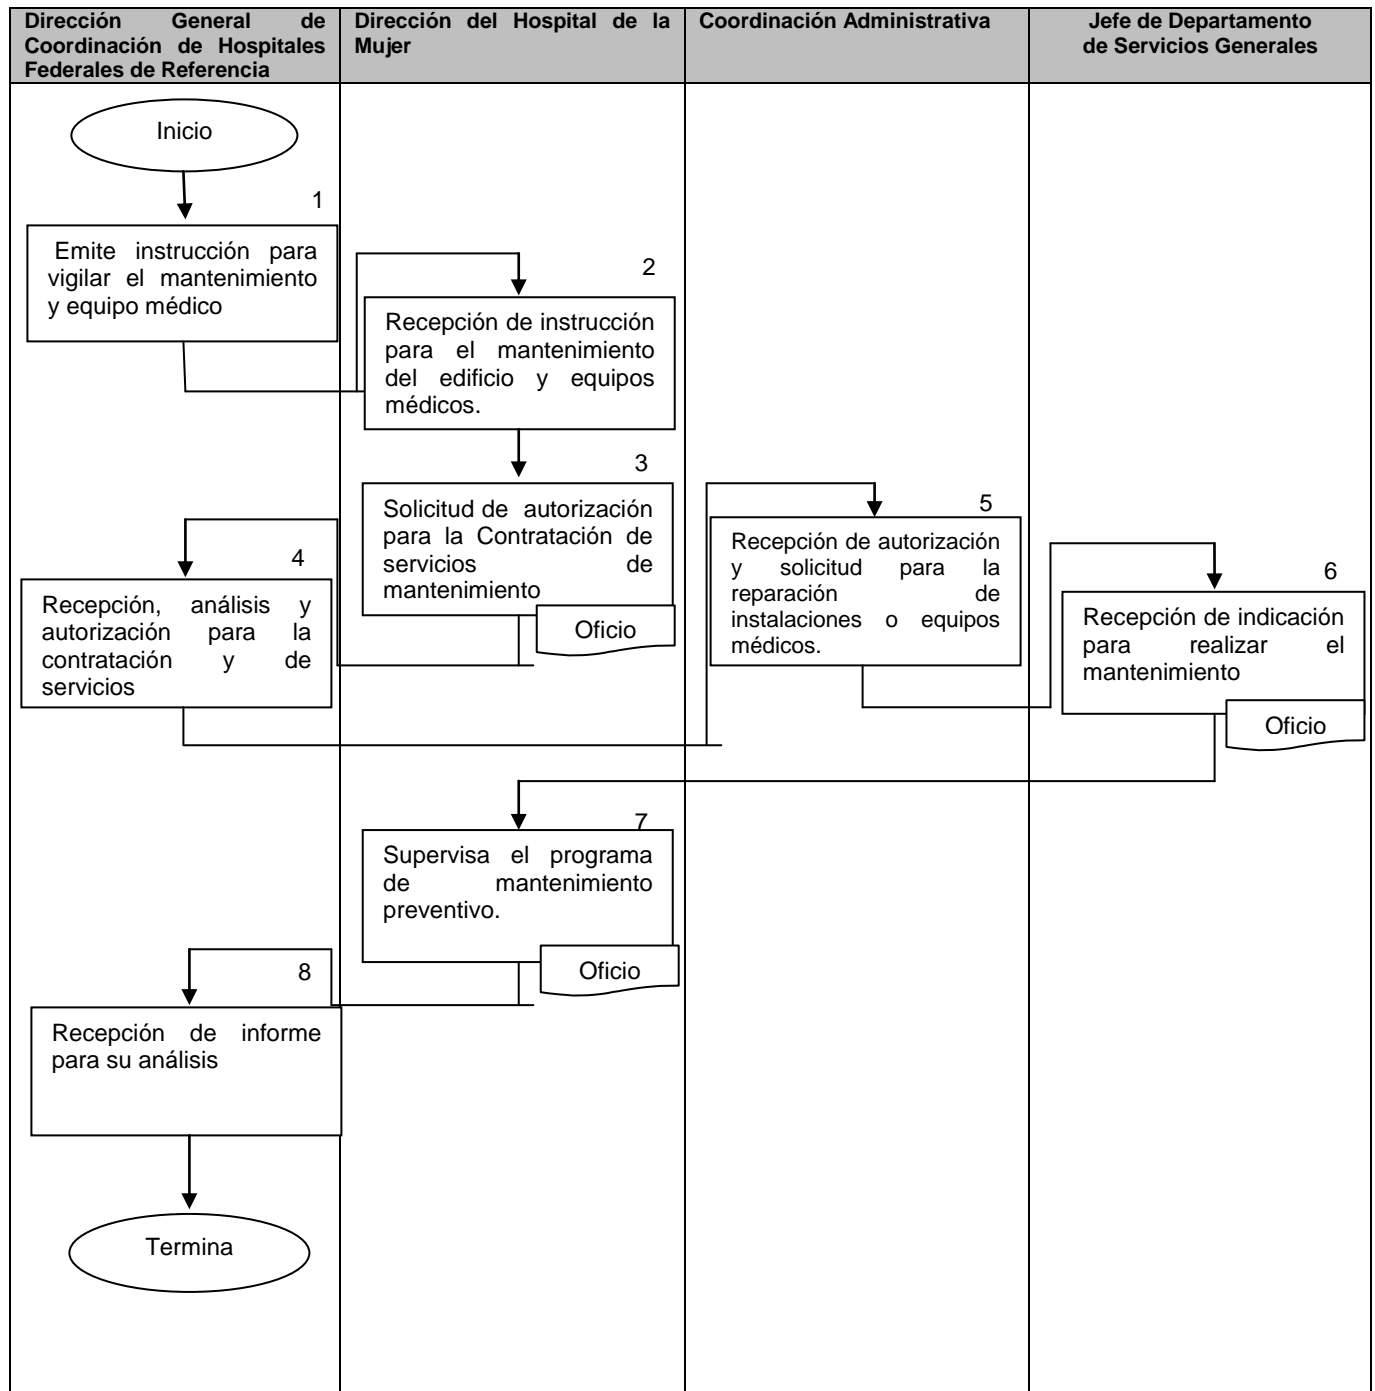 Dirección General de
Coordinación de Hospitales
Federales de Referencia
Dirección del Hospital de la
Mujer
Coordinación Administrativa
Jefe de Departamento
de Servicios Generales
Inicio
1
Emite instrucción para
vigilar el mantenimiento
y equipo médico
2
Recepción de instrucción
para el mantenimiento
del edificio y equipos
médicos.
3
Solicitud de autorización
para la Contratación de
servicios de
mantenimiento
Oficio
4
Recepción, análisis y
autorización para la
contratación y de
servicios
5
Recepción de autorización
y solicitud para la
reparación de
instalaciones o equipos
médicos.
6
Recepción de indicación
para realizar el
mantenimiento
Oficio
7
Supervisa el programa
de mantenimiento
preventivo.
Oficio
8
Recepción de informe
para su análisis
Termina